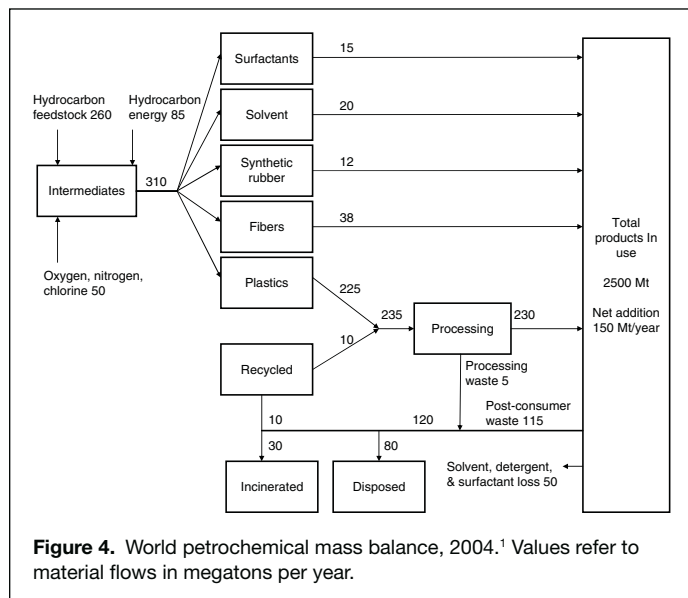 Surfactants
15
Hydrocarbon
feedstock 260
Hydrocarbon
energy 85
Solvent
20
Intermediates
310
Synthetic
rubber
12
Fibers
38
Oxygen, nitrogen,
chlorine 50
Plastics
225
235
Processing
230
10
Recycled
Total
products In
use
2500 Mt
Net addition
150 Mt/year
Processing
waste 5
10
120
Post-consumer
waste 115
30
80
Incinerated
Disposed
Solvent, detergent,
& surfactant loss 50
Figure 4. World petrochemical mass balance, 2004.¹ Values refer to
material flows in megatons per year.